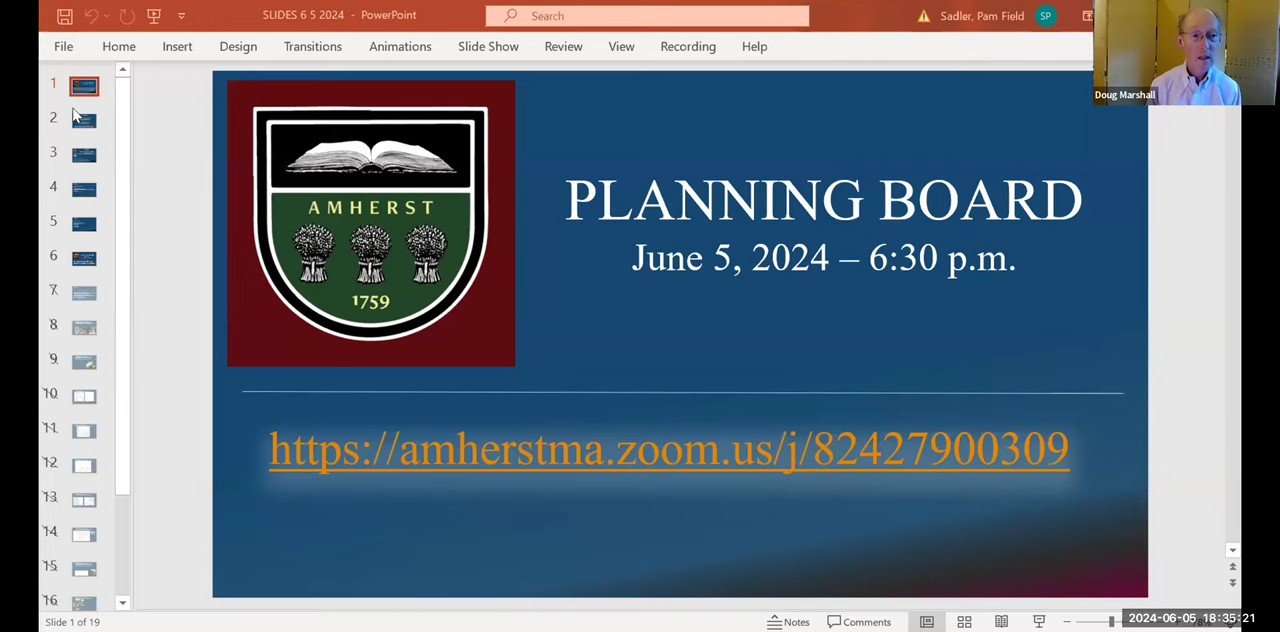 SLIDES 6 5 2024 - PowerPoint
Search
Sadler, Pam Field
SP
File Home Insert Design Transitions Animations Slide Show Review View Recording Help
Doug Marshall
1
2
3
4
5
6
7
8
9
10
11
12
13
14
15
16
AMHERST
1759
PLANNING BOARD
June 5, 2024 – 6:30 p.m.
https://amherstma.zoom.us/j/82427900309
Slide 1 of 19
Notes
Comments
2024-06-05 18:35:21